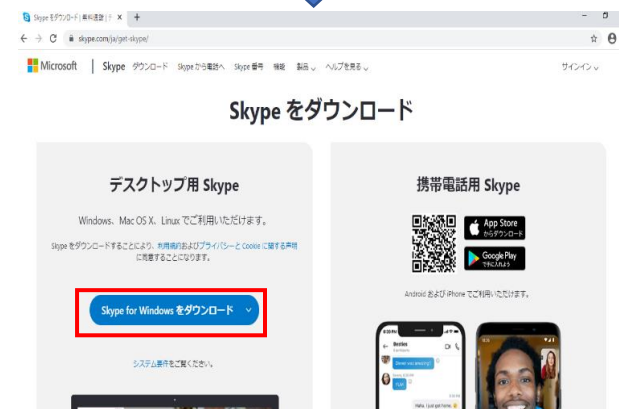 Skype をダウンロード | 無料通話 | チ
skype.com/ja/get-skype/
Microsoft Skype ダウンロード Skype から電話へ Skype 番号 機能 製品 ヘルプを見る サインイン
Skype をダウンロード
デスクトップ用 Skype
Windows、Mac OS X、Linux でご利用いただけます。
Skype をダウンロードすることにより、利用規約およびプライバシーと Cookie に関する声明
に同意することになります。
Skype for Windows をダウンロード
システム要件をご覧ください。
携帯電話用 Skype
App Store
からダウンロード
Google Play
で手に入れよう
Android および iPhone でご利用いただけます。
Besties
Hello, I just got home.